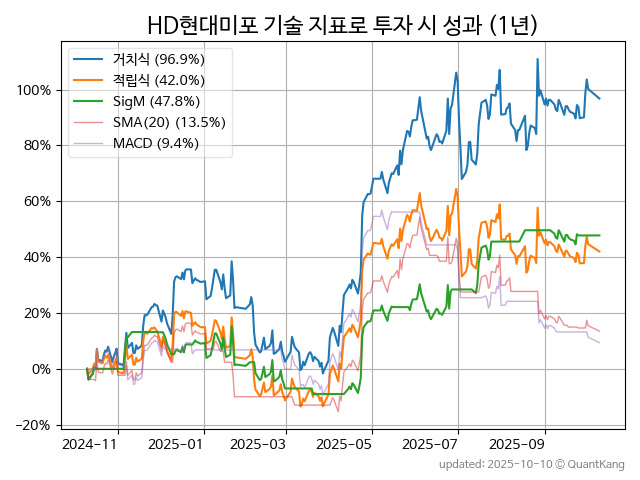 HD현대미포 기술 지표로 투자 시 성과 (1년)
거치식 (96.9%)
적립식 (42.0%)
SigM (47.8%)
SMA(20) (13.5%)
MACD (9.4%)
100%
80%
60%
40%
20%
0%
−20%
2024-11
2025-01
2025-03
2025-05
2025-07
2025-09
updated: 2025-10-10 © QuantKang